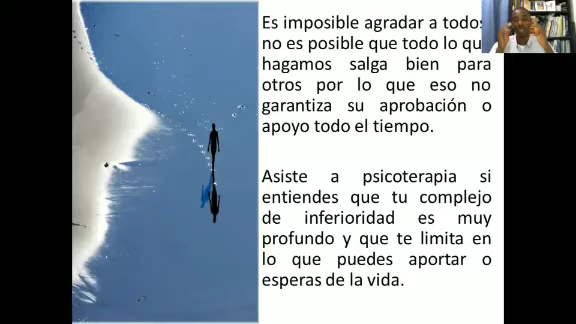 Es imposible agradar a todos
no es posible que todo lo qu
hagamos salga bien para
otros por lo que eso no
garantiza su aprobación o
apoyo todo el tiempo.
Asiste a psicoterapia si
entiendes que tu complejo
de inferioridad es muy
profundo y que te limita en
lo que puedes aportar o
esperas de la vida.